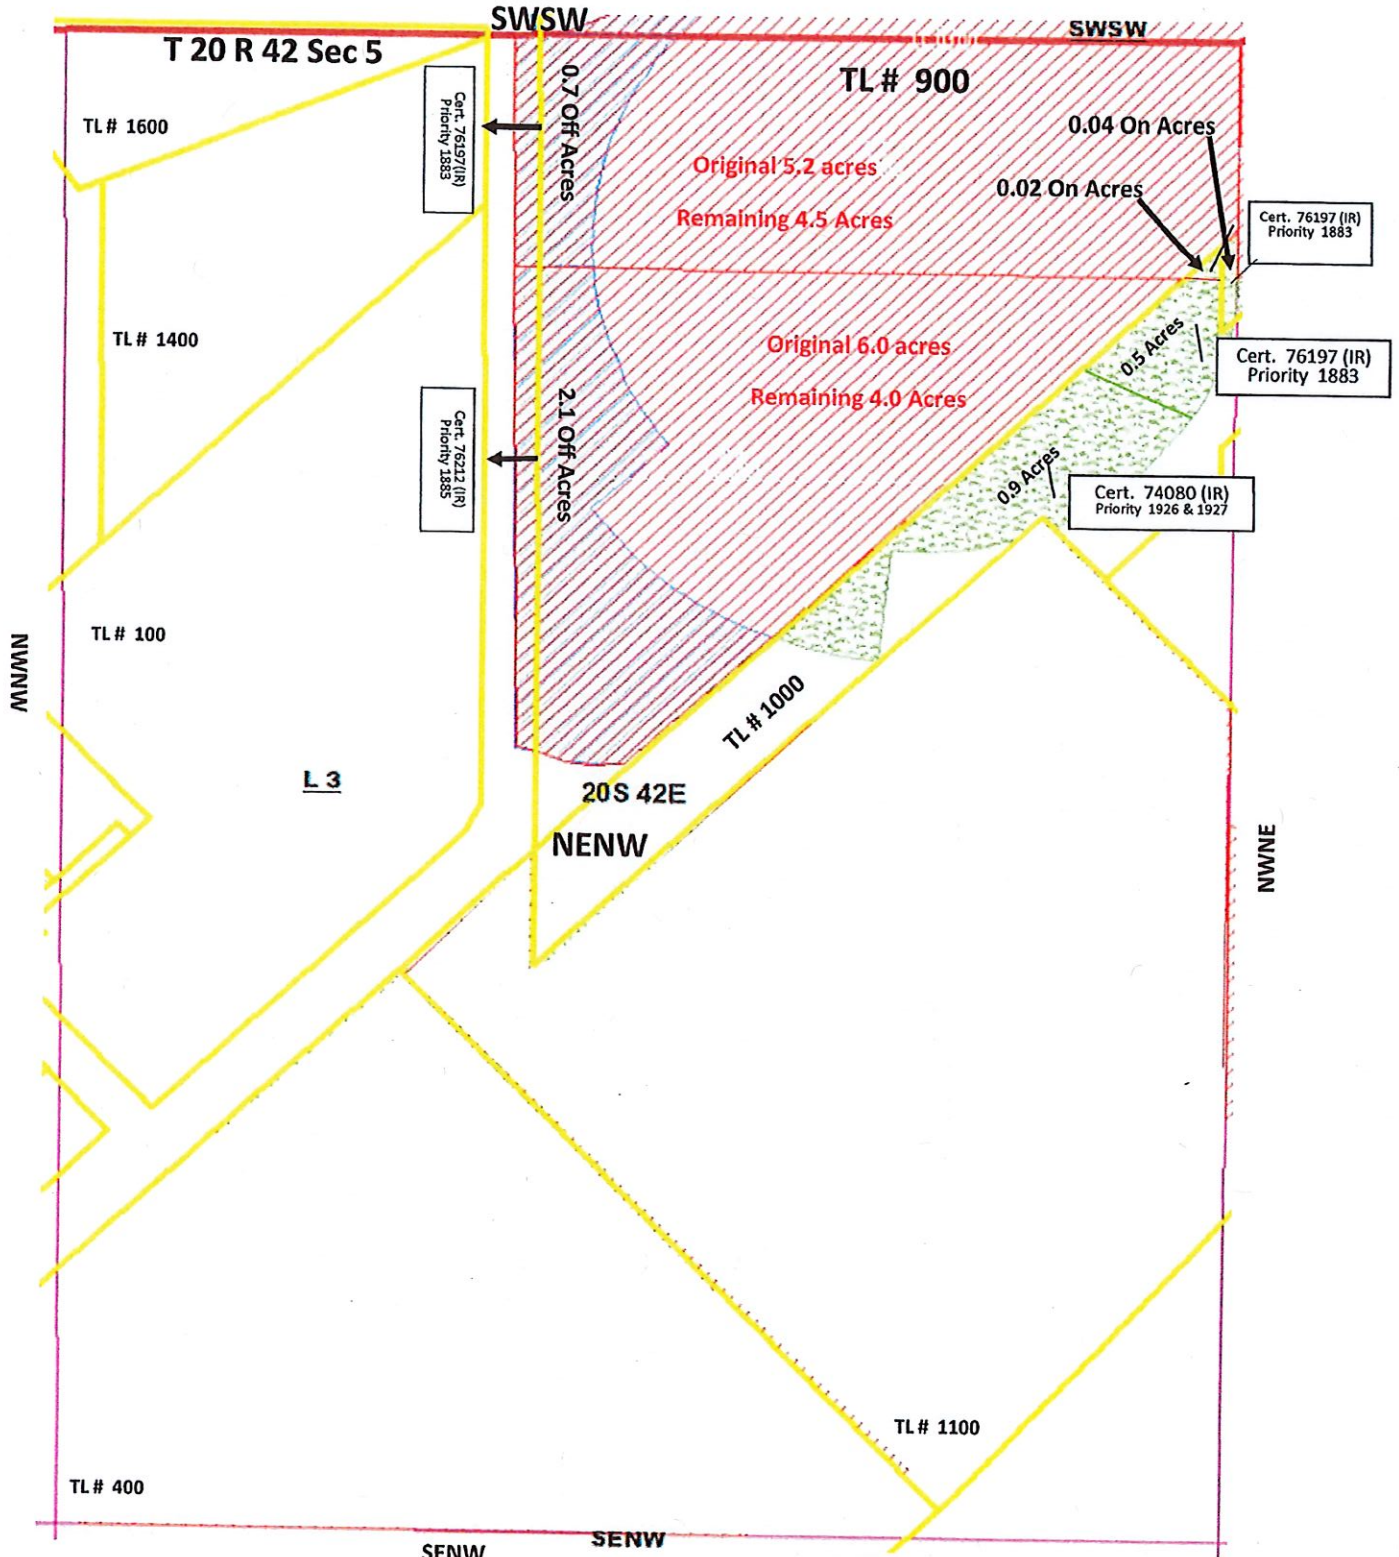 SWSW
SWSW
T 20 R 42 Sec 5
TL # 900
TL # 1600
Cert. 76197(IR)
Priority 1883
0.7 Off Acres
0.04 On Acres
Original 5.2 acres
0.02 On Acres
Remaining 4.5 Acres
Cert. 76197 (IR)
Priority 1883
TL # 1400
Original 6.0 acres
0.5 Acres
Cert. 76197 (IR)
Priority 1883
Remaining 4.0 Acres
Cert. 76212 (IR)
Priority 1885
2.1 Off Acres
0.9 Acres
Cert. 74080 (IR)
Priority 1926 & 1927
TL # 100
NWNW
TL # 1000
L 3
20S 42E
NENW
NWNE
TL # 1100
TL # 400
SENW
SENW